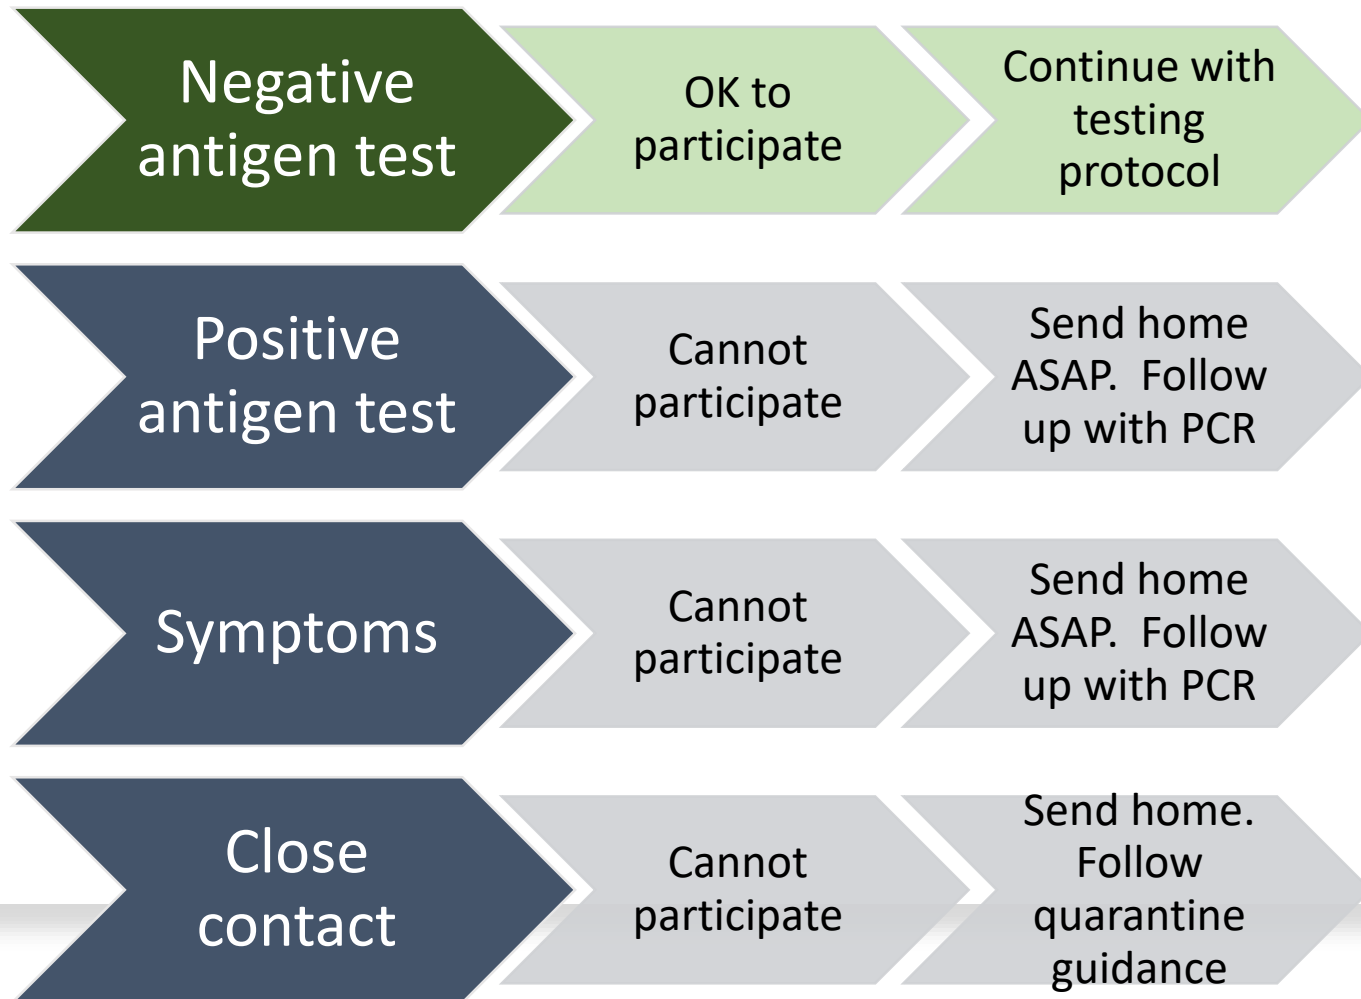 Negative
antigen test
OK to
participate
Continue with
testing
protocol
Positive
antigen test
Cannot
participate
Send home
ASAP.  Follow
up with PCR
Symptoms
Cannot
participate
Send home
ASAP.  Follow
up with PCR
Close
contact
Cannot
participate
Send home.
Follow
quarantine
guidance